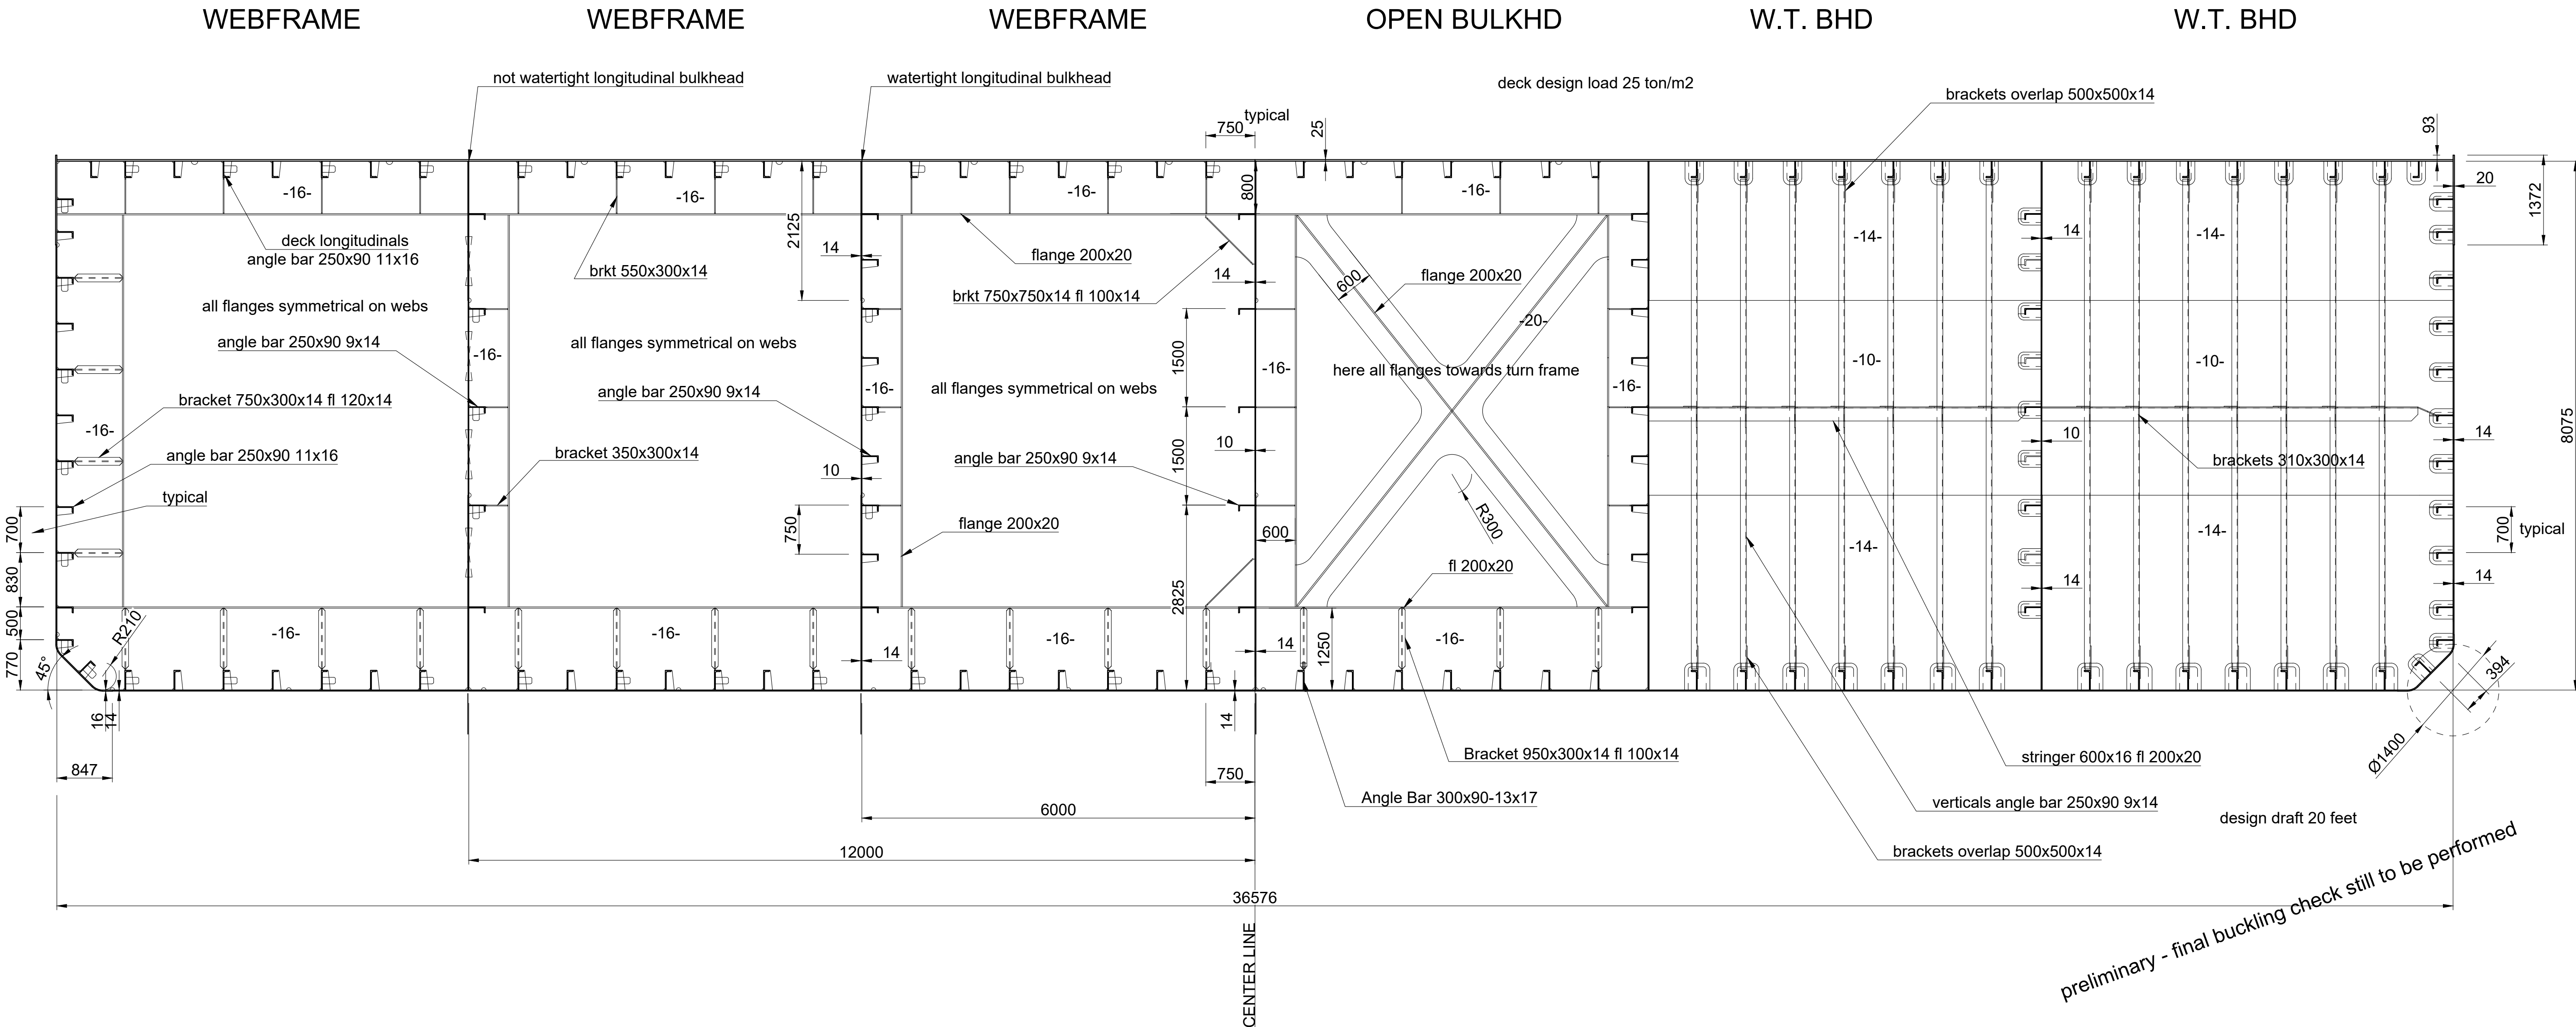 WEBFRAME
WEBFRAME
WEBFRAME
OPEN BULKHD
W.T. BHD
W.T. BHD
not watertight longitudinal bulkhead
watertight longitudinal bulkhead
deck design load 25 ton/m2
brackets overlap 500x500x14
typical
750
25
93
-16-
-16-
-16-
-16-
800
20
1372
2125
deck longitudinals
angle bar 250x90 11x16
14
flange 200x20
brkt 550x300x14
14
brkt 750x750x14 fl 100x14
600
flange 200x20
-14-
14
-14-
all flanges symmetrical on webs
angle bar 250x90 9x14
-16-
all flanges symmetrical on webs
-20-
1500
-16-
here all flanges towards turn frame
-10-
-10-
all flanges symmetrical on webs
-16-
-16-
angle bar 250x90 9x14
bracket 750x300x14 fl 120x14
-16-
8075
bracket 350x300x14
angle bar 250x90 11x16
10
1500
angle bar 250x90 9x14
10
10
14
brackets 310x300x14
typical
700
750
flange 200x20
600
R300
-14-
-14-
700
typical
830
fl 200x20
14
14
500
R210
2825
-16-
-16-
-16-
1250
-16-
14
14
770
45°
16
14
14
394
Ø1400
847
750
Bracket 950x300x14 fl 100x14
stringer 600x16 fl 200x20
Angle Bar 300x90-13x17
verticals angle bar 250x90 9x14
6000
design draft 20 feet
12000
brackets overlap 500x500x14
36576
preliminary - final buckling check still to be performed
CENTER LINE